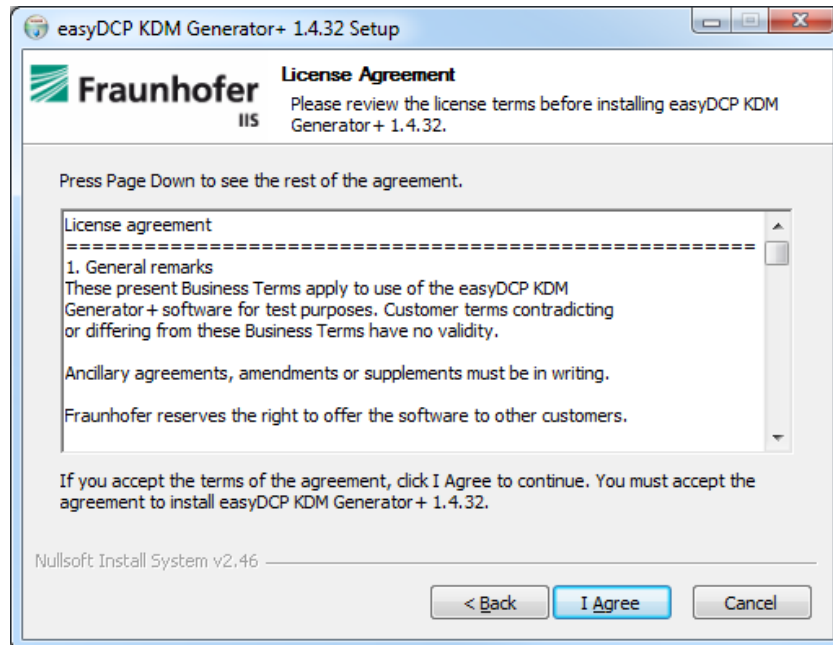 easyDCP KDM Generator+ 1.4.32 Setup
Fraunhofer
IIS
License Agreement
Please review the license terms before installing easyDCP KDM
Generator+ 1.4.32.
Press Page Down to see the rest of the agreement.
License agreement
=====================================================
1. General remarks
These present Business Terms apply to use of the easyDCP KDM
Generator+ software for test purposes. Customer terms contradicting
or differing from these Business Terms have no validity.
Ancillary agreements, amendments or supplements must be in writing.
Fraunhofer reserves the right to offer the software to other customers.
If you accept the terms of the agreement, click I Agree to continue. You must accept the
agreement to install easyDCP KDM Generator+ 1.4.32.
Nullsoft Install System v2.46
< Back
I Agree
Cancel